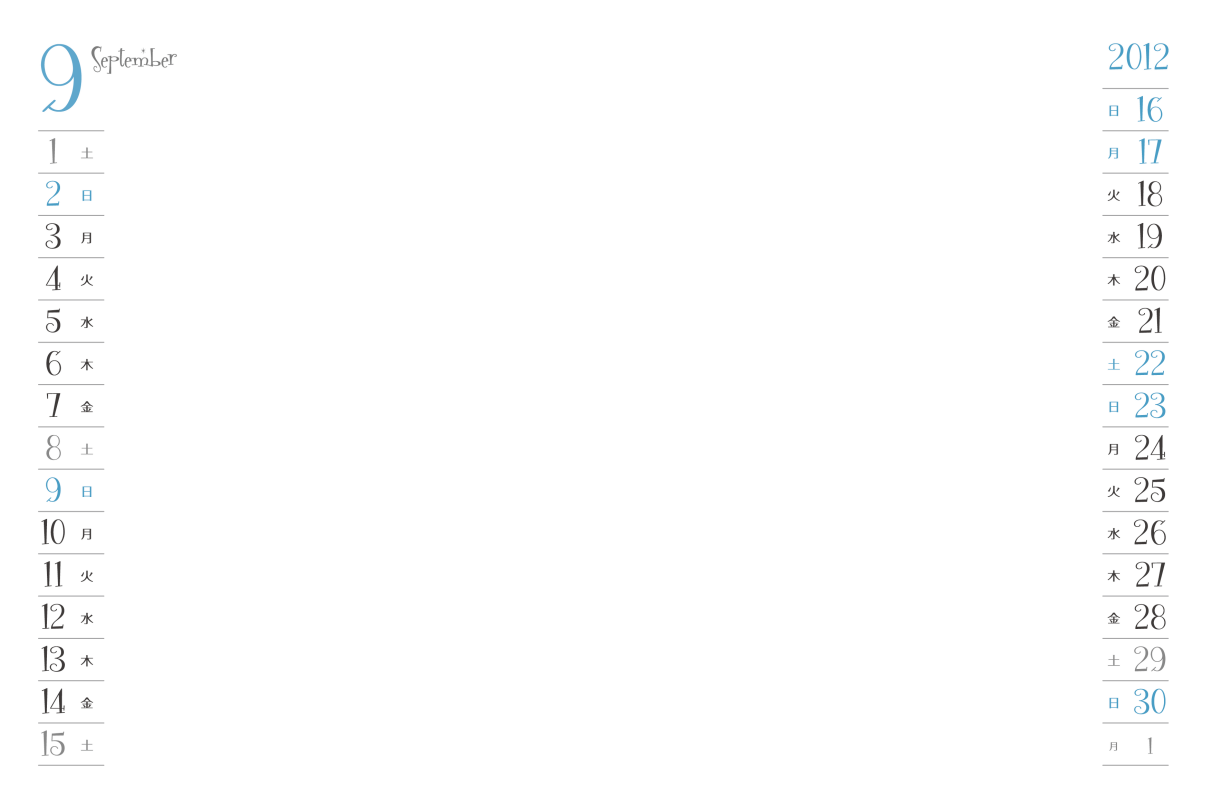 9 September
1 土
2 日
3 月
4 火
5 水
6 木
7 金
8 土
9 日
10 月
11 火
12 水
13 木
14 金
15 土
2012
日 16
月 17
火 18
水 19
木 20
金 21
土 22
日 23
月 24
火 25
水 26
木 27
金 28
土 29
日 30
月 1